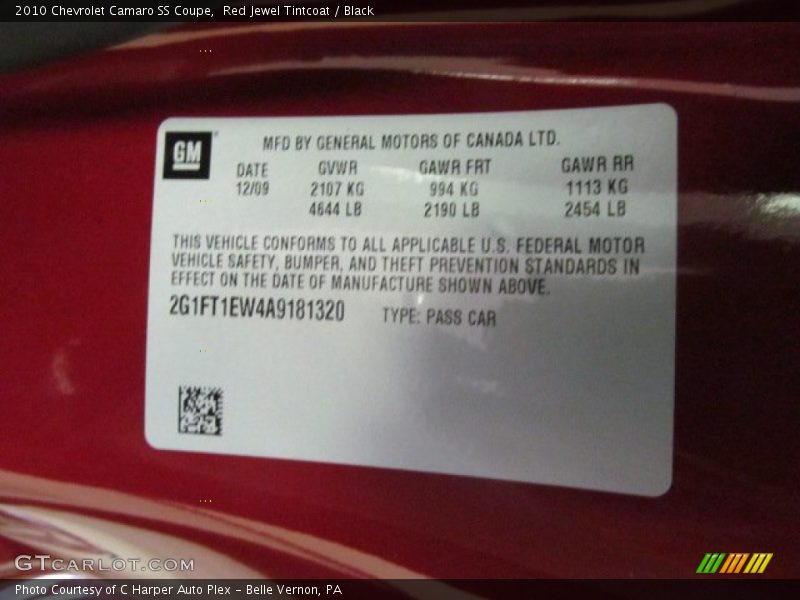 2010 Chevrolet Camaro SS Coupe,  Red Jewel Tintcoat / Black
GM
MFD BY GENERAL MOTORS OF CANADA LTD.
DATE GVWR GAWR FRT GAWR RR
12/09 2107 KG 994 KG 1113 KG
4644 LB 2190 LB 2454 LB
THIS VEHICLE CONFORMS TO ALL APPLICABLE U.S. FEDERAL MOTOR
VEHICLE SAFETY, BUMPER, AND THEFT PREVENTION STANDARDS IN
EFFECT ON THE DATE OF MANUFACTURE SHOWN ABOVE.
2G1FT1EW4A9181320 TYPE: PASS CAR
GTCARLOT.COM
Photo Courtesy of C Harper Auto Plex - Belle Vernon, PA